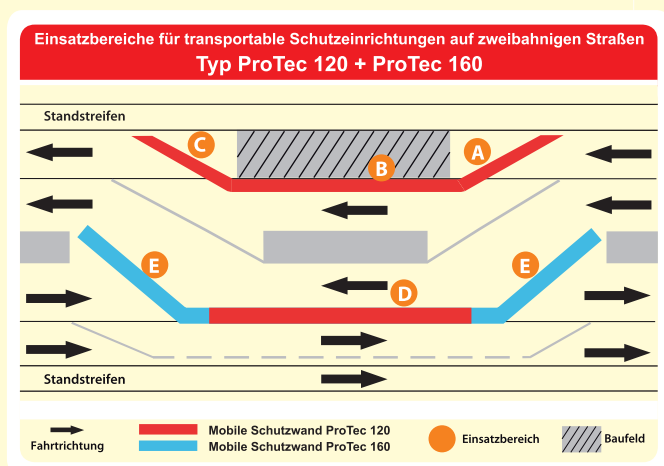 Einsatzbereiche für transportable Schutzeinrichtungen auf zweibahnigen Straßen
Typ ProTec 120 + ProTec 160
Standstreifen
C
A
B
E
E
D
Standstreifen
Fahrtrichtung
Mobile Schutzwand ProTec 120
Mobile Schutzwand ProTec 160
Einsatzbereich
Baufeld